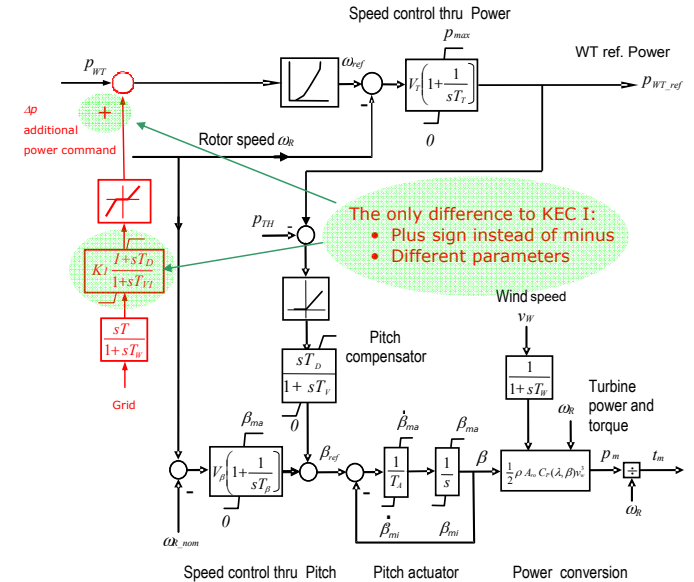 Speed control thru Power
p_max
p_WT
ω_ref
V_T(1+1/sT_T)
0
WT ref. Power
p_WT_ref
Δp
additional
power command
+
-
Rotor speed ω_R
p_TH
-
The only difference to KEC I:
• Plus sign instead of minus
• Different parameters
K1 1+sT_D/1+sT_VI
sT/1+sT_W
Grid
Pitch
compensator
sT_D/1+sT_V
0
Wind speed
v_W
1/1+sT_W
Turbine
power and
torque
ω_R
β_ma
V_β(1+1/sT_β)
0
-
ω_R_nom
β_ref
-
β̇_ma
1/T_A
β̇_mi
β_ma
1/s
β_mi
β
1/2 ρ A_ro C_P(λ,β)v_w^3
p_m
÷
t_m
ω_R
Speed control thru Pitch
Pitch actuator
Power conversion